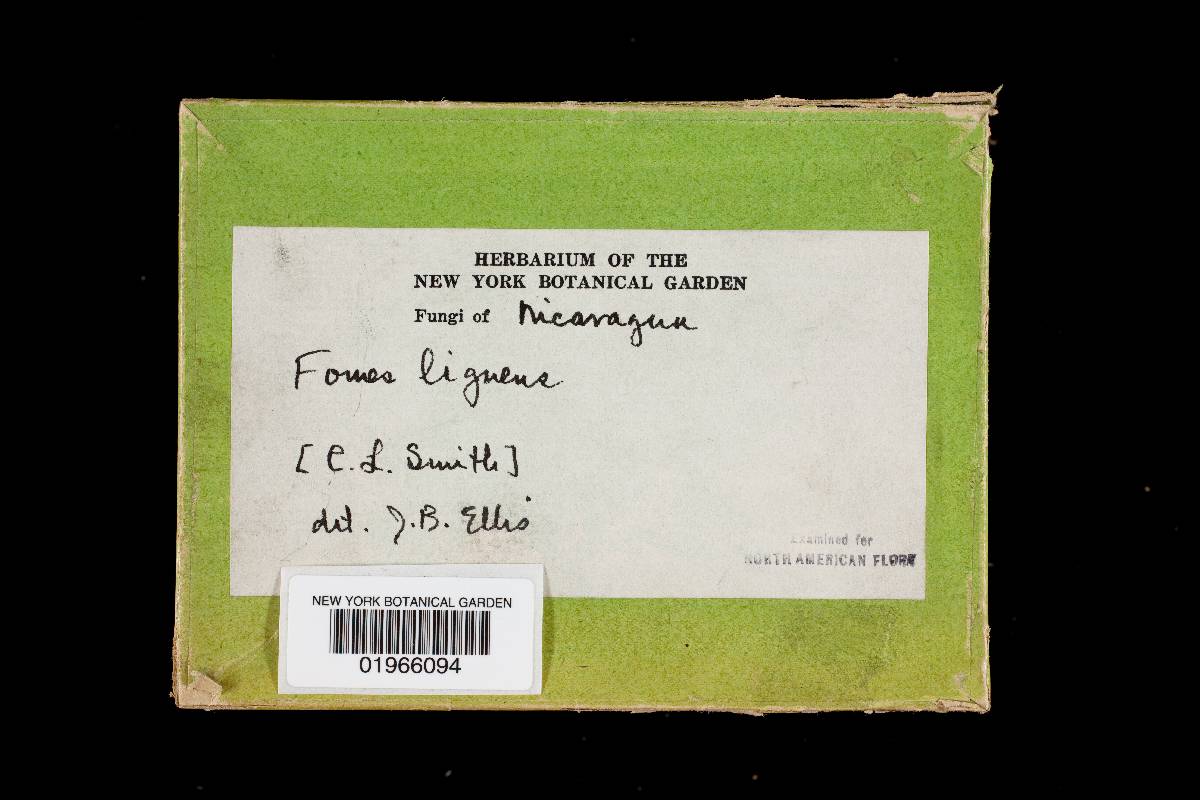 HERBARIUM OF THE
NEW YORK BOTANICAL GARDEN
Fungi of Nicaragua
Fomes ligneus
[C. L. Smith]
det. J.B. Ellis
Examined for
NORTH AMERICAN FLORA
NEW YORK BOTANICAL GARDEN
01966094